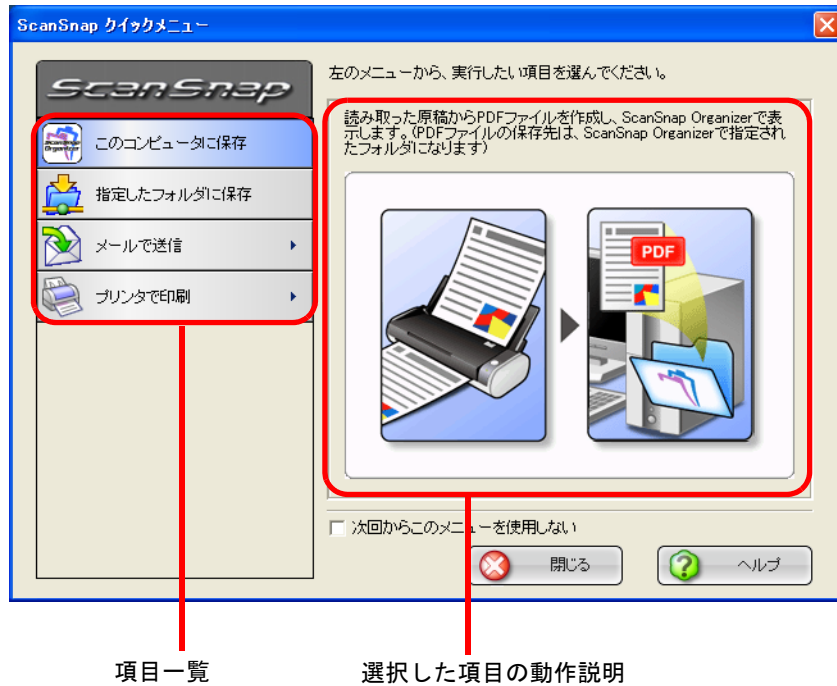 ScanSnap クイックメニュー
ScanSnap
左のメニューから、実行したい項目を選んでください。
このコンピュータに保存
指定したフォルダに保存
メールで送信
プリンタで印刷
読み取った原稿からPDFファイルを作成し、ScanSnap Organizerで表
示します。（PDFファイルの保存先は、ScanSnap Organizerで指定され
たフォルダになります）
PDF
次回からこのメニューを使用しない
閉じる
ヘルプ
項目一覧
選択した項目の動作説明